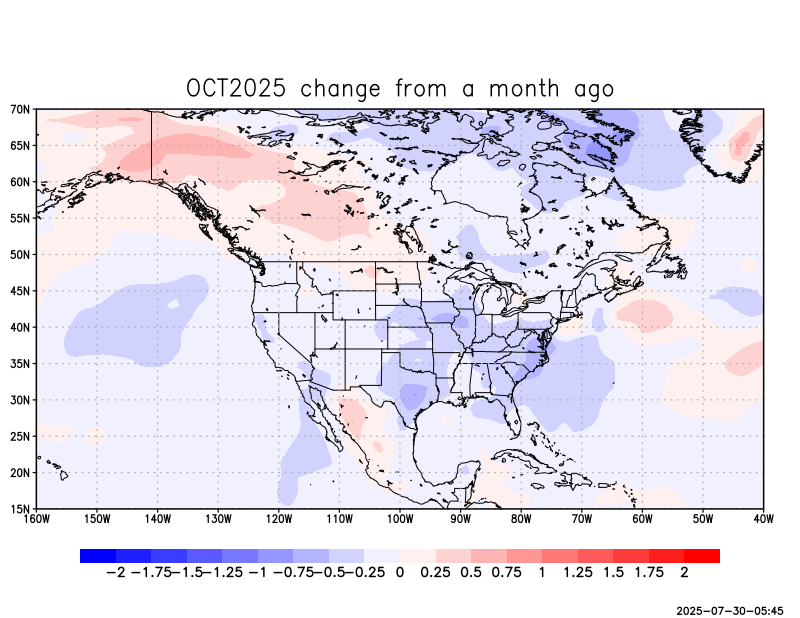 OCT2025 change from a month ago
70N
65N
60N
55N
50N
45N
40N
35N
30N
25N
20N
15N
160W 150W 140W 130W 120W 110W 100W 90W 80W 70W 60W 50W 40W
−2 −1.75 −1.5 −1.25 −1 −0.75 −0.5 −0.25 0 0.25 0.5 0.75 1 1.25 1.5 1.75 2
2025-07-30-05:45